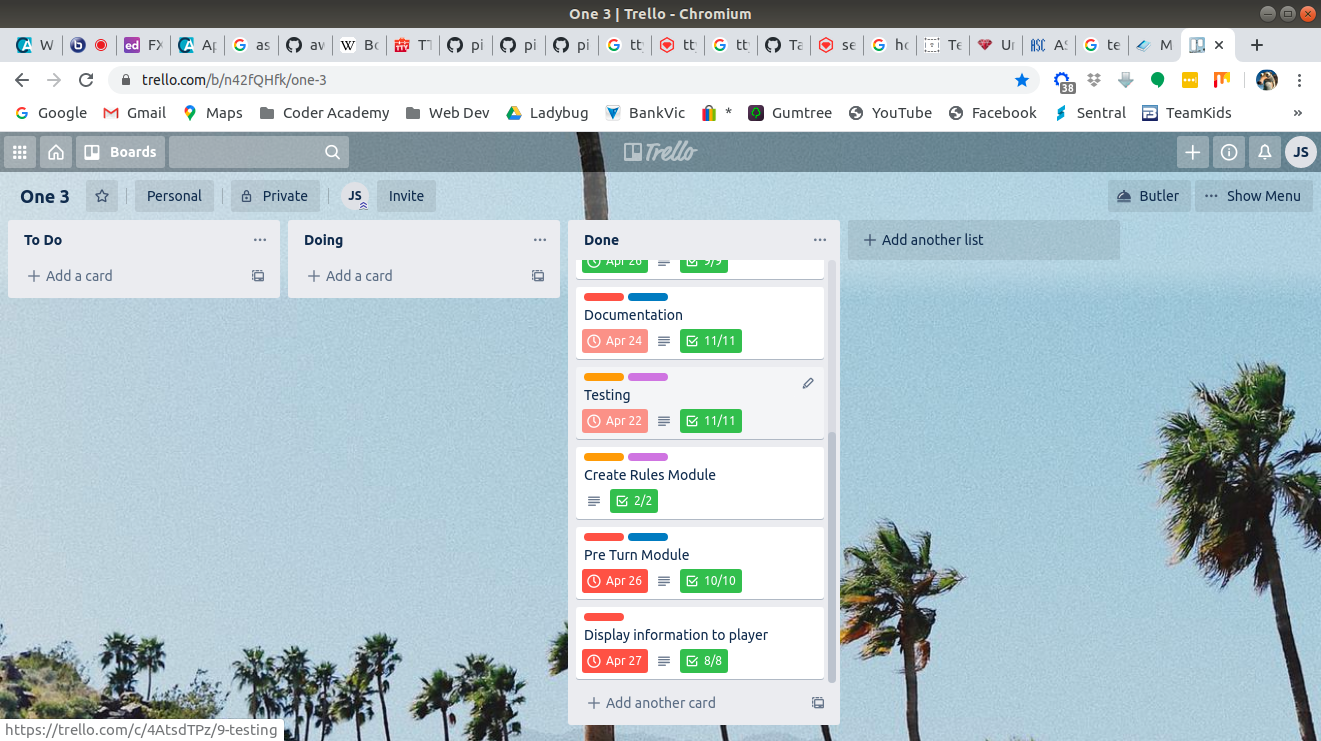 One 3 | Trello - Chromium
W
FX
A
as
av
Bo
TT
pi
pi
pi
tt
tty
tty
Ta
se
ho
Te
Ur
AS
te
M
trello.com/b/n42fQHfk/one-3
38
Google
Gmail
Maps
Coder Academy
Web Dev
Ladybug
BankVic
*
Gumtree
YouTube
Facebook
Sentral
TeamKids
»
Boards
Trello
JS
One 3
Personal
Private
JS
Invite
Butler
Show Menu
To Do
Add a card
Doing
Add a card
Done
Apr 26
9/9
Documentation
Apr 24
11/11
Testing
Apr 22
11/11
Create Rules Module
2/2
Pre Turn Module
Apr 26
10/10
Display information to player
Apr 27
8/8
Add another card
Add another list
https://trello.com/c/4AtsdTPz/9-testing